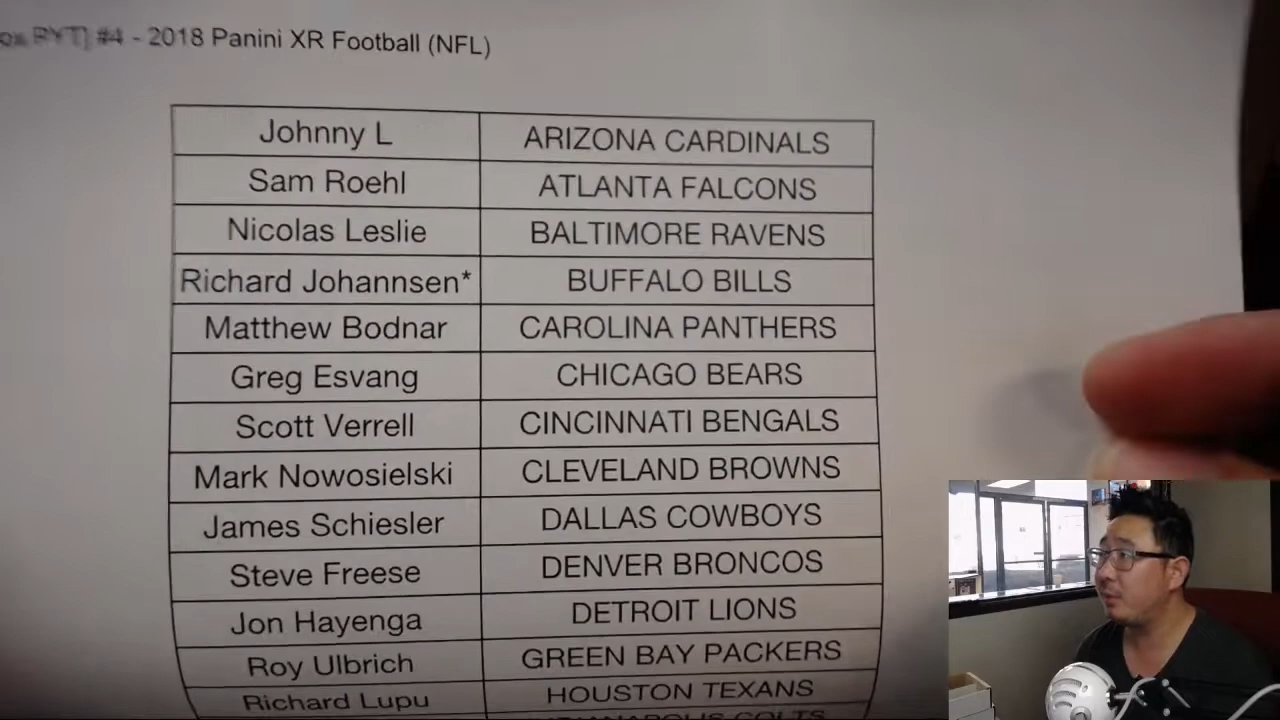 RYT] #4 - 2018 Panini XR Football (NFL)
Johnny L ARIZONA CARDINALS
Sam Roehl ATLANTA FALCONS
Nicolas Leslie BALTIMORE RAVENS
Richard Johannsen* BUFFALO BILLS
Matthew Bodnar CAROLINA PANTHERS
Greg Esvang CHICAGO BEARS
Scott Verrell CINCINNATI BENGALS
Mark Nowosielski CLEVELAND BROWNS
James Schiesler DALLAS COWBOYS
Steve Freese DENVER BRONCOS
Jon Hayenga DETROIT LIONS
Roy Ulbrich GREEN BAY PACKERS
Richard Lupu HOUSTON TEXANS
INDIANAPOLIS COLTS